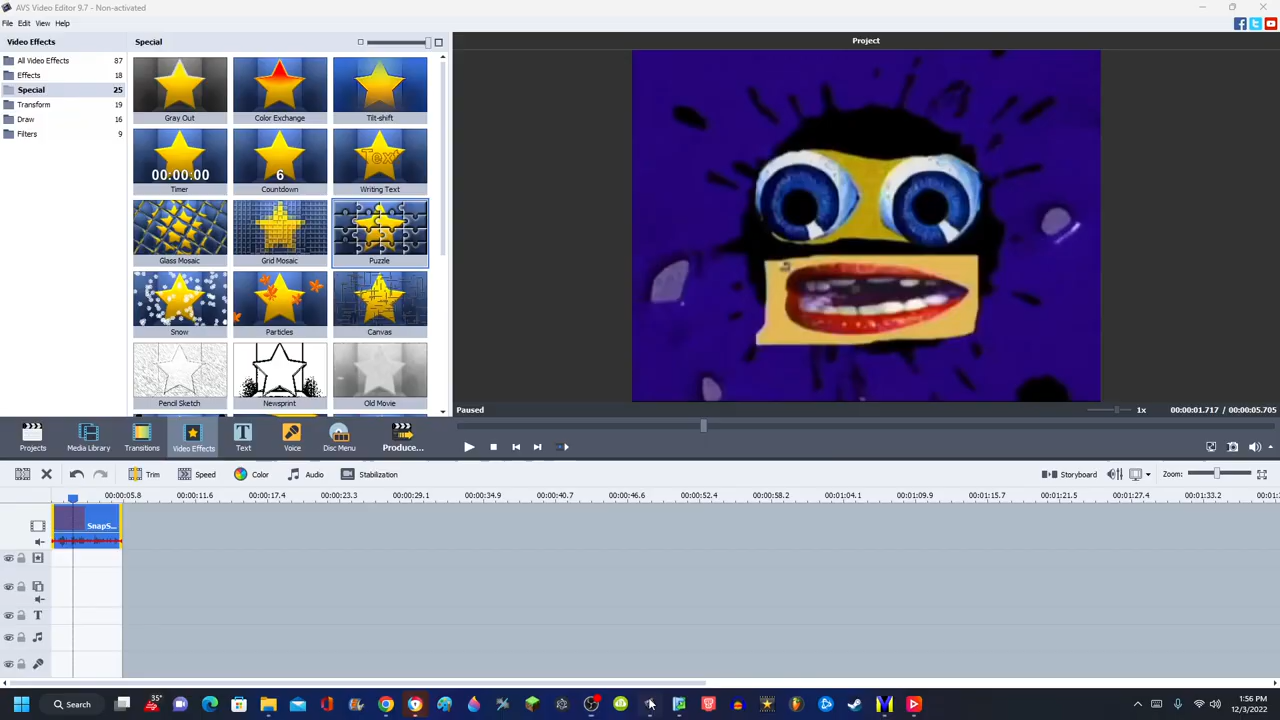 AVS Video Editor 9.7 - Non-activated
File Edit View Help
Video Effects
All Video Effects 87
Effects 18
Special 25
Transform 19
Draw 16
Filters 9
Special
Gray Out
Color Exchange
Tilt-shift
00:00:00
Timer
6
Countdown
Text
Writing Text
Glass Mosaic
Grid Mosaic
Puzzle
Snow
Particles
Canvas
Pencil Sketch
Newsprint
Old Movie
Project
Paused
1x
00:00:01.717 / 00:00:05.705
Projects
Media Library
Transitions
Video Effects
Text
Voice
Disc Menu
Produce...
Trim
Speed
Color
Audio
Stabilization
Storyboard
Zoom:
00:00:05.8 00:00:11.6 00:00:17.4 00:00:23.3 00:00:29.1 00:00:34.9 00:00:40.7 00:00:46.6 00:00:52.4 00:00:58.2 00:01:04.1 00:01:09.9 00:01:15.7 00:01:21.5 00:01:27.4 00:01:33.2 00:01:
SnapS...
Search
35°
1:56 PM
12/3/2022